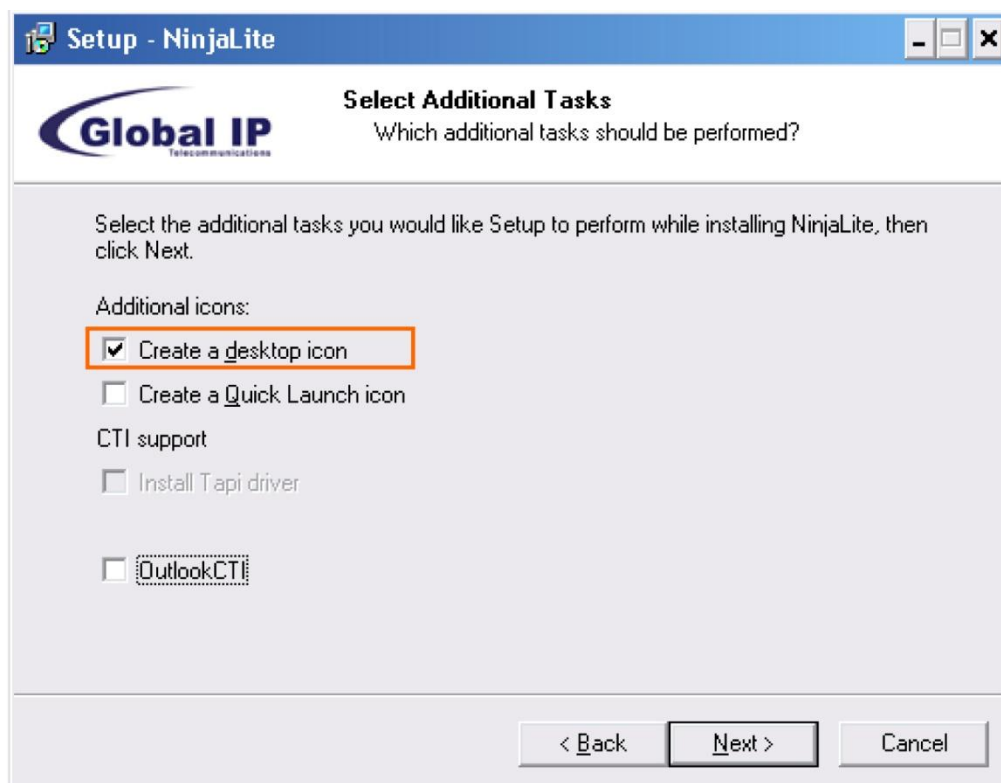 Setup - NinjaLite
Global IP
Telecommunications
Select Additional Tasks
Which additional tasks should be performed?
Select the additional tasks you would like Setup to perform while installing NinjaLite, then
click Next.
Additional icons:
Create a desktop icon
Create a Quick Launch icon
CTI support
Install Tapi driver
OutlookCTI
< Back Next > Cancel